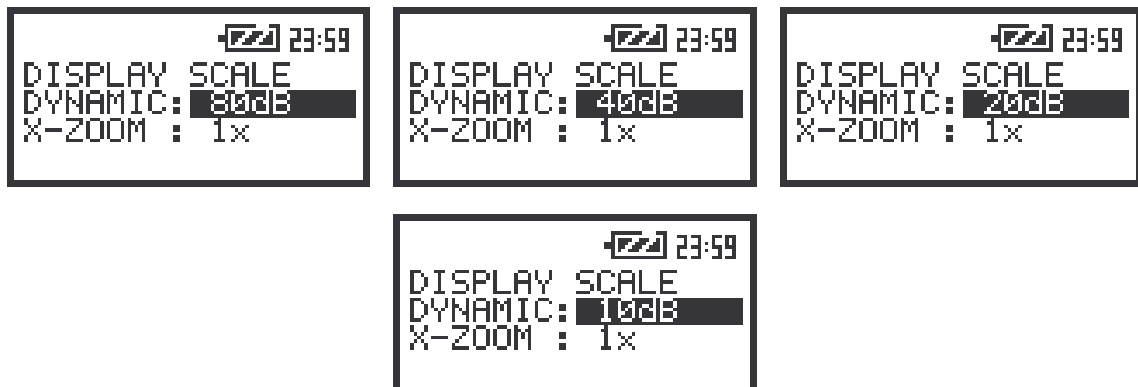 23:59
DISPLAY SCALE
DYNAMIC: 80dB
X-ZOOM : 1x
23:59
DISPLAY SCALE
DYNAMIC: 40dB
X-ZOOM : 1x
23:59
DISPLAY SCALE
DYNAMIC: 20dB
X-ZOOM : 1x
23:59
DISPLAY SCALE
DYNAMIC: 10dB
X-ZOOM : 1x